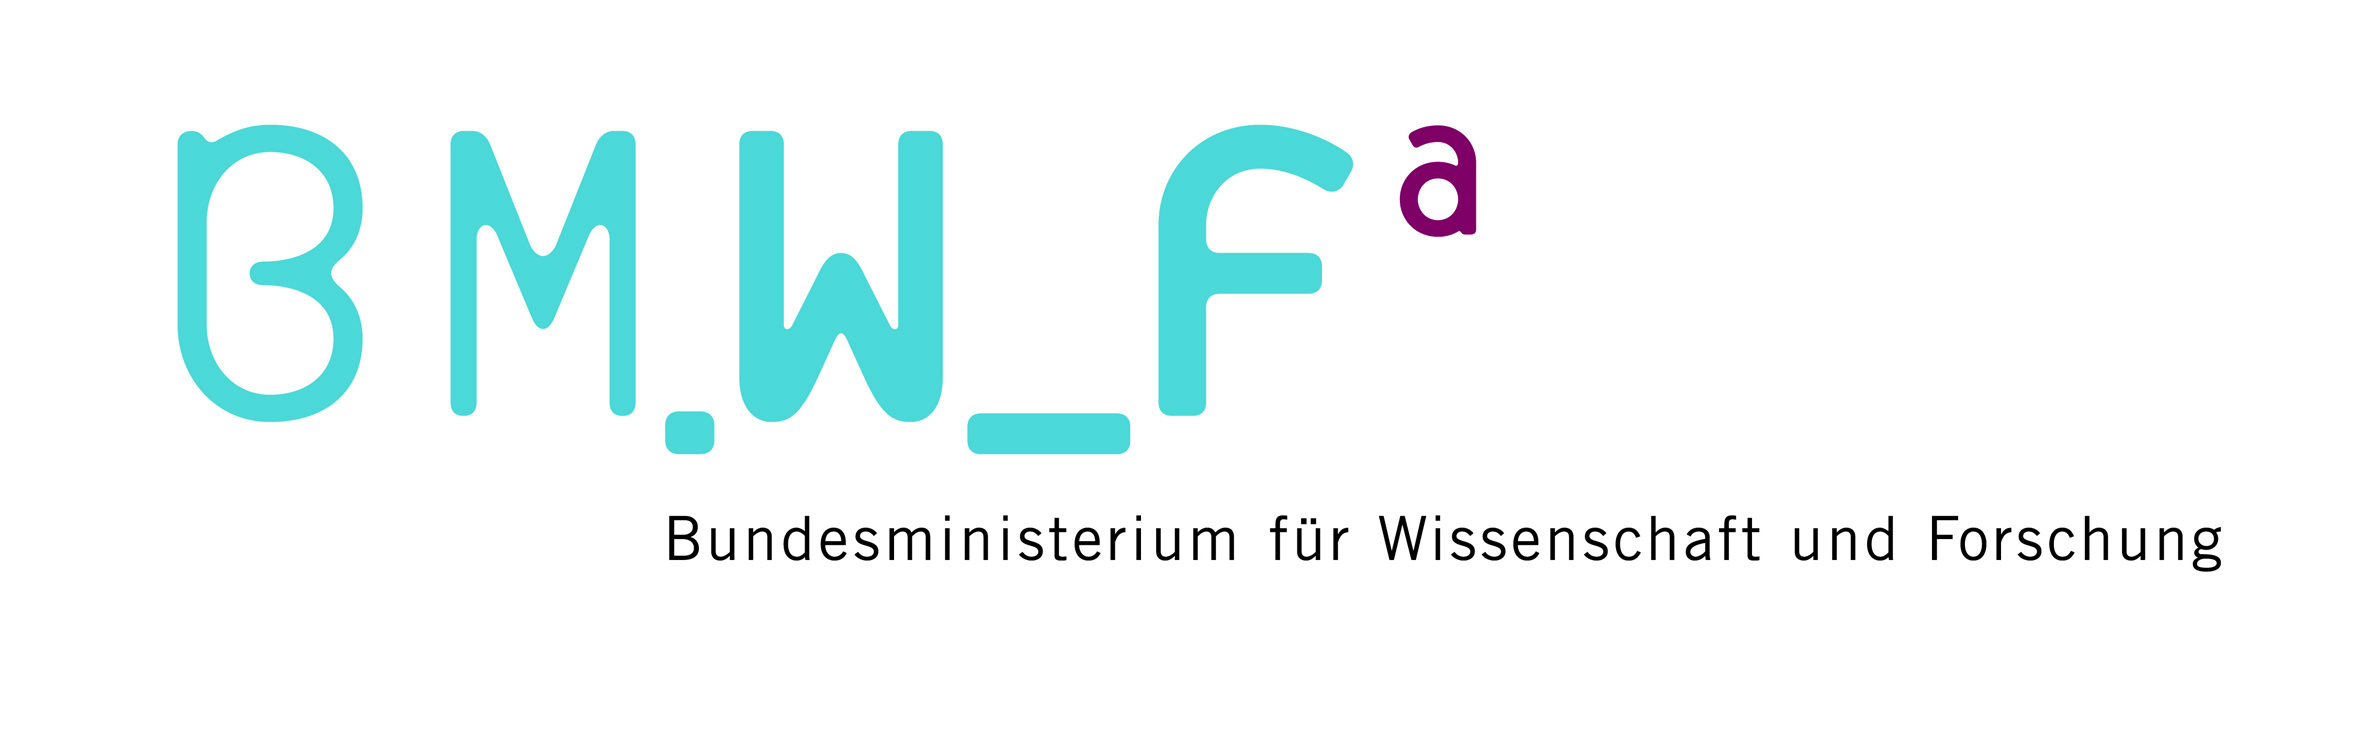 BM.W_Fa
Bundesministerium für Wissenschaft und Forschung